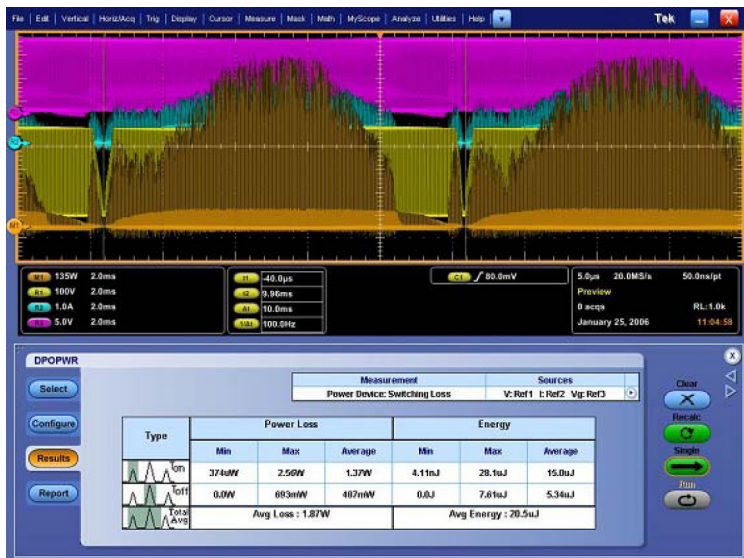 File Edit Vertical Horiz/Acq Trig Display Cursor Measure Mask Math MyScope Analyze Utilities Help Tek X
M1
M1 135W 2.0ms
R1 100V 2.0ms
R2 1.0A 2.0ms
R3 5.0V 2.0ms
t1 -40.0µs
t2 9.96ms
Δt 10.0ms
1/Δt 100.0Hz
C1 80.0mV
5.0µs 20.0MS/s 50.0ns/pt
Preview
0 acqs RL:1.0k
January 25, 2006 11:04:58
DPOPWR
X
Select
Configure
Results
Report
Measurement Sources
Power Device: Switching Loss V: Ref1 I: Ref2 Vg: Ref3
Type Power Loss Energy
Min Max Average Min Max Average
Ton 374uW 2.56W 1.37W 4.11nJ 28.1uJ 15.0uJ
Toff 0.0W 693mW 487mW 0.0J 7.61uJ 5.34uJ
Total Avg Avg Loss : 1.87W Avg Energy : 20.5uJ
Clear
Recalc
Single
Run